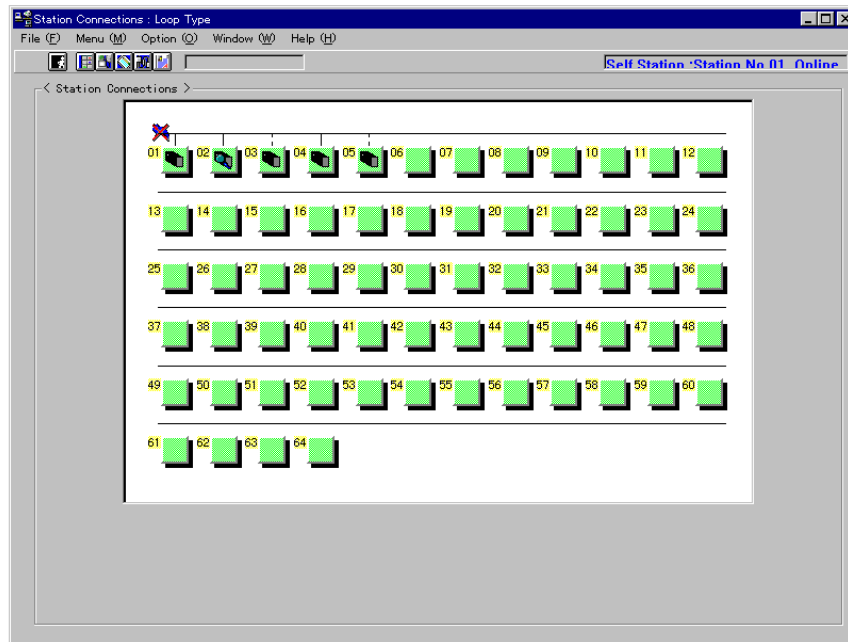 Station Connections : Loop Type
File (F) Menu (M) Option (O) Window (W) Help (H)
Self Station :Station No.01 Online
< Station Connections >
01 02 03 04 05 06 07 08 09 10 11 12
13 14 15 16 17 18 19 20 21 22 23 24
25 26 27 28 29 30 31 32 33 34 35 36
37 38 39 40 41 42 43 44 45 46 47 48
49 50 51 52 53 54 55 56 57 58 59 60
61 62 63 64